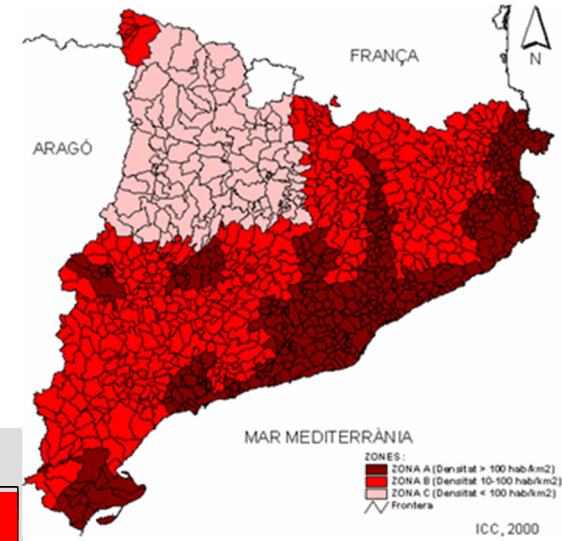 FRANÇA
N
ARAGÓ
MAR MEDITERRÀNIA
ZONES:
ZONA A (Densitat > 100 hab/km2)
ZONA B (Densitat 10-100 hab/km2)
ZONA C (Densitat < 100 hab/km2)
Frontera
ICC, 2000